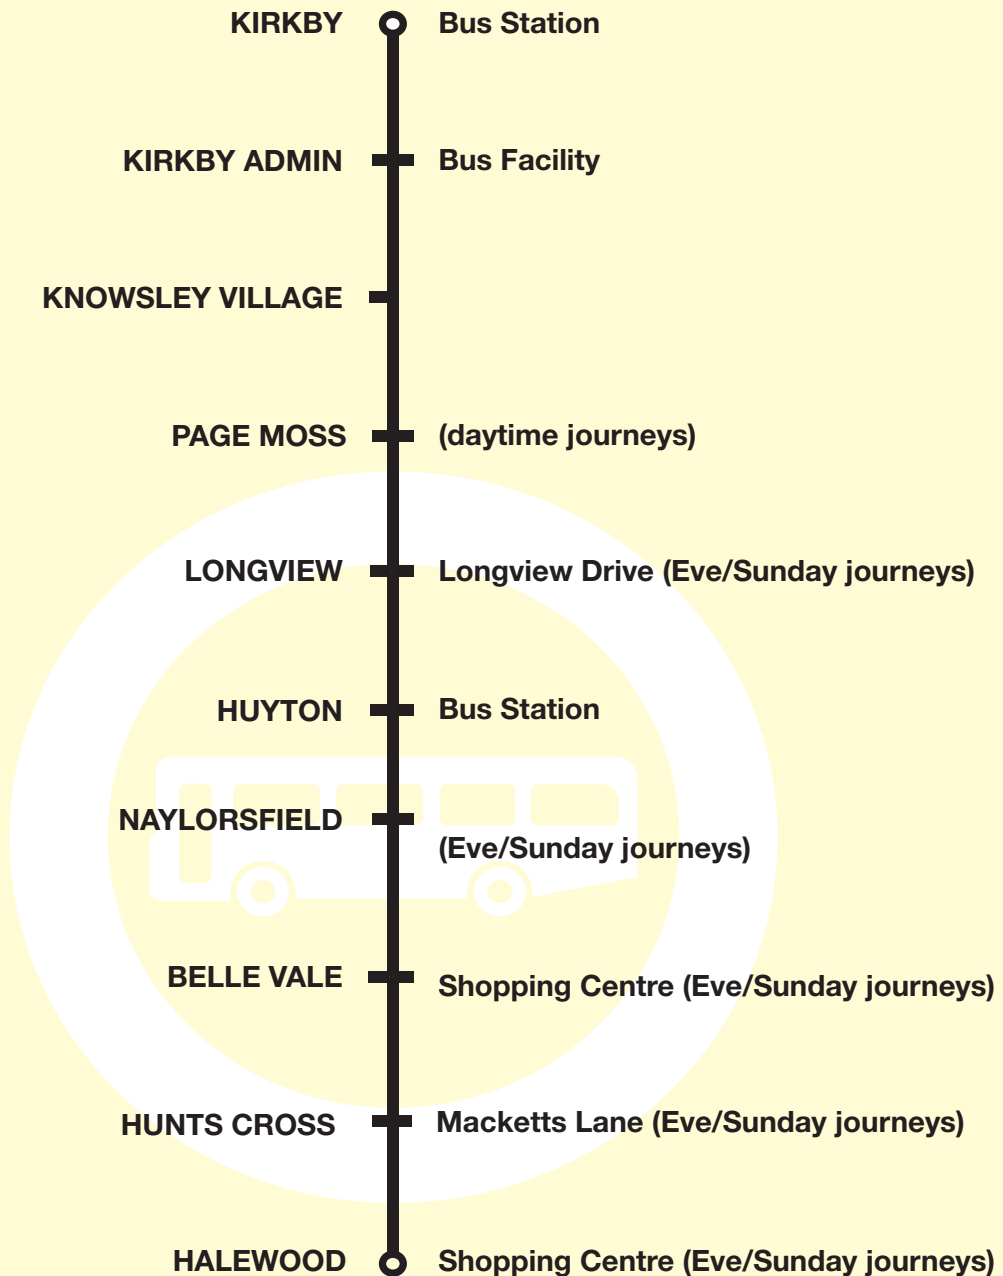 KIRKBY Bus Station
KIRKBY ADMIN Bus Facility
KNOWSLEY VILLAGE
PAGE MOSS (daytime journeys)
LONGVIEW Longview Drive (Eve/Sunday journeys)
HUYTON Bus Station
NAYLORSFIELD
(Eve/Sunday journeys)
BELLE VALE Shopping Centre (Eve/Sunday journeys)
HUNTS CROSS Macketts Lane (Eve/Sunday journeys)
HALEWOOD Shopping Centre (Eve/Sunday journeys)